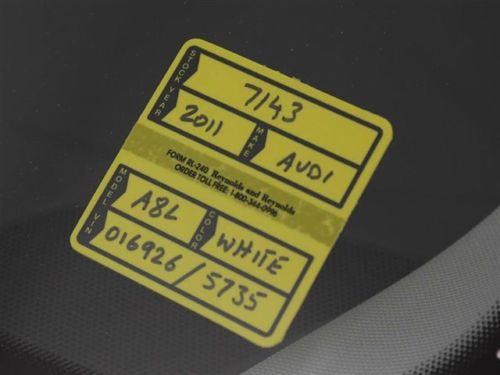 STOCK 7143
YEAR 2011 MAKE AUDI
FORM RL-240 Reynolds and Reynolds
ORDER TOLL FREE: 1-800-344-0996
MODEL A8L COLOR WHITE
VIN 016926/5735